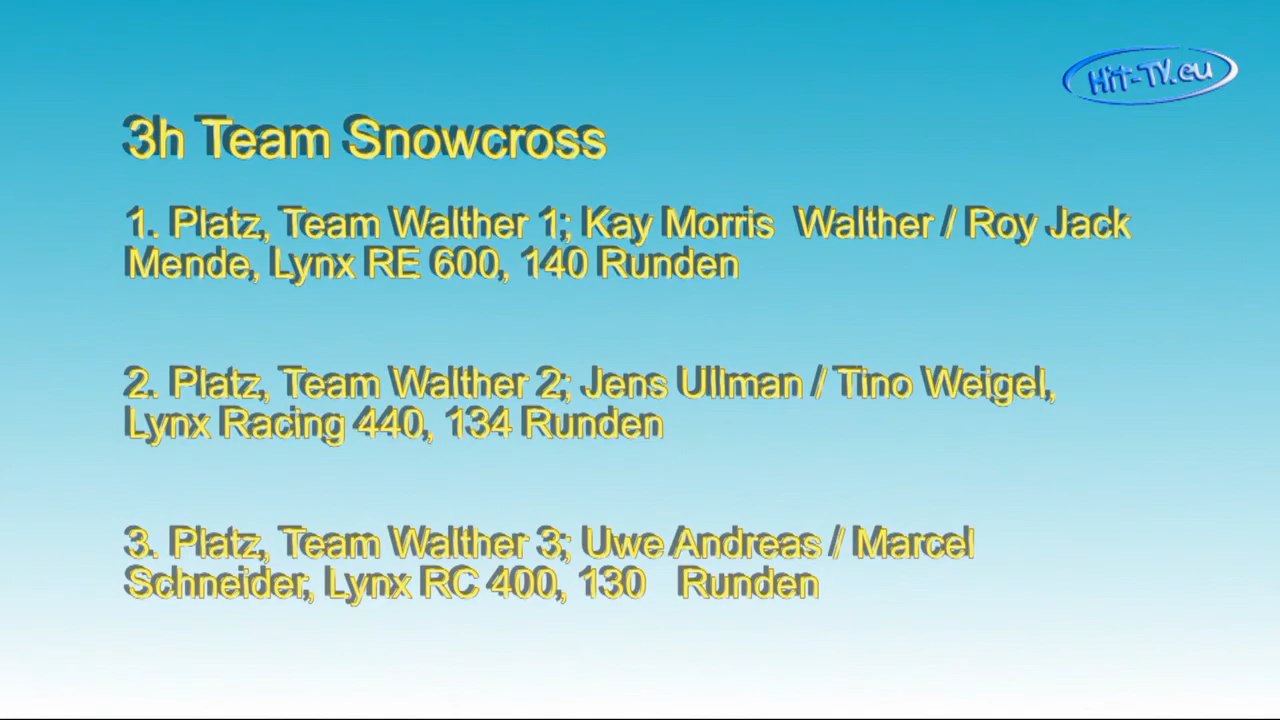 Hit-TV.eu
3h Team Snowcross
1. Platz, Team Walther 1; Kay Morris Walther / Roy Jack
Mende, Lynx RE 600, 140 Runden
2. Platz, Team Walther 2; Jens Ullman / Tino Weigel,
Lynx Racing 440, 134 Runden
3. Platz, Team Walther 3; Uwe Andreas / Marcel
Schneider, Lynx RC 400, 130 Runden